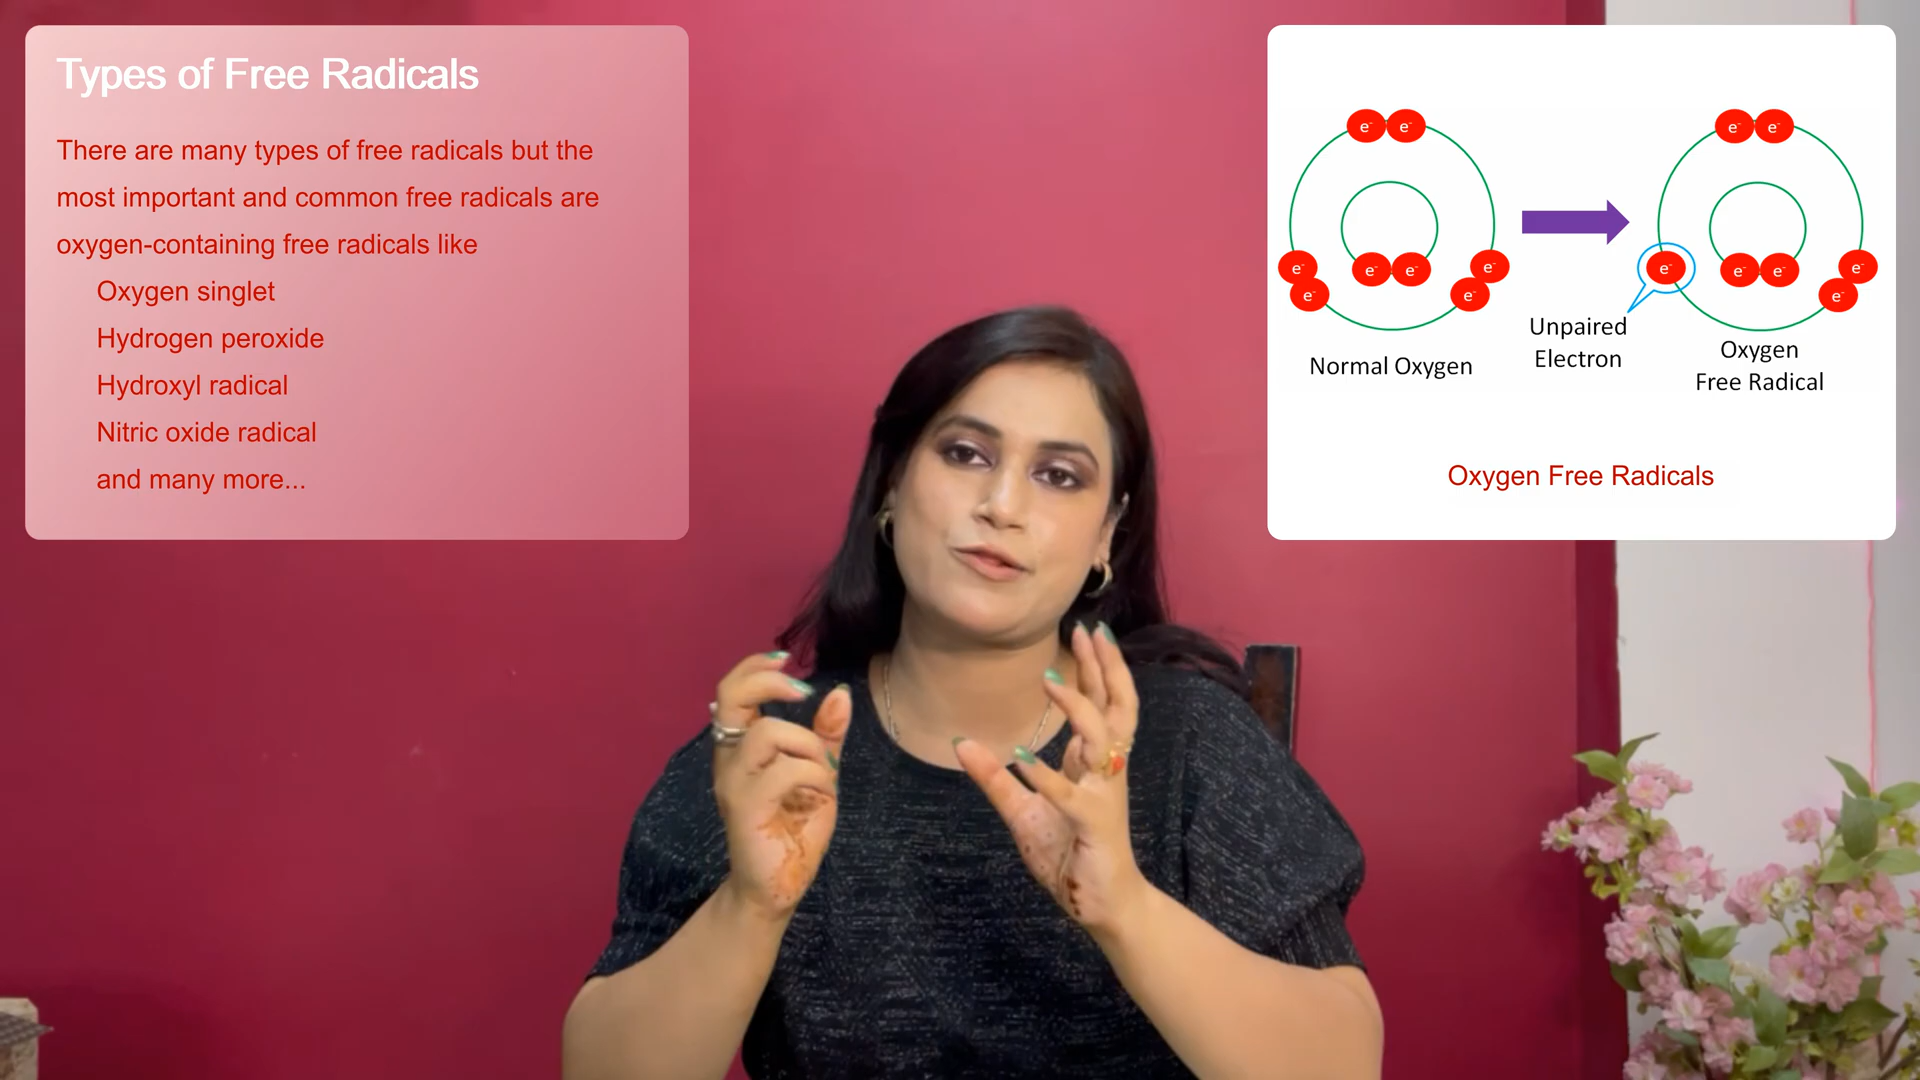 Types of Free Radicals
There are many types of free radicals but the
most important and common free radicals are
oxygen-containing free radicals like
Oxygen singlet
Hydrogen peroxide
Hydroxyl radical
Nitric oxide radical
and many more...
e⁻ e⁻
e⁻ e⁻
e⁻ e⁻
e⁻ e⁻
Normal Oxygen
Unpaired
Electron
e⁻ e⁻
e⁻
e⁻ e⁻
e⁻ e⁻
Oxygen
Free Radical
Oxygen Free Radicals